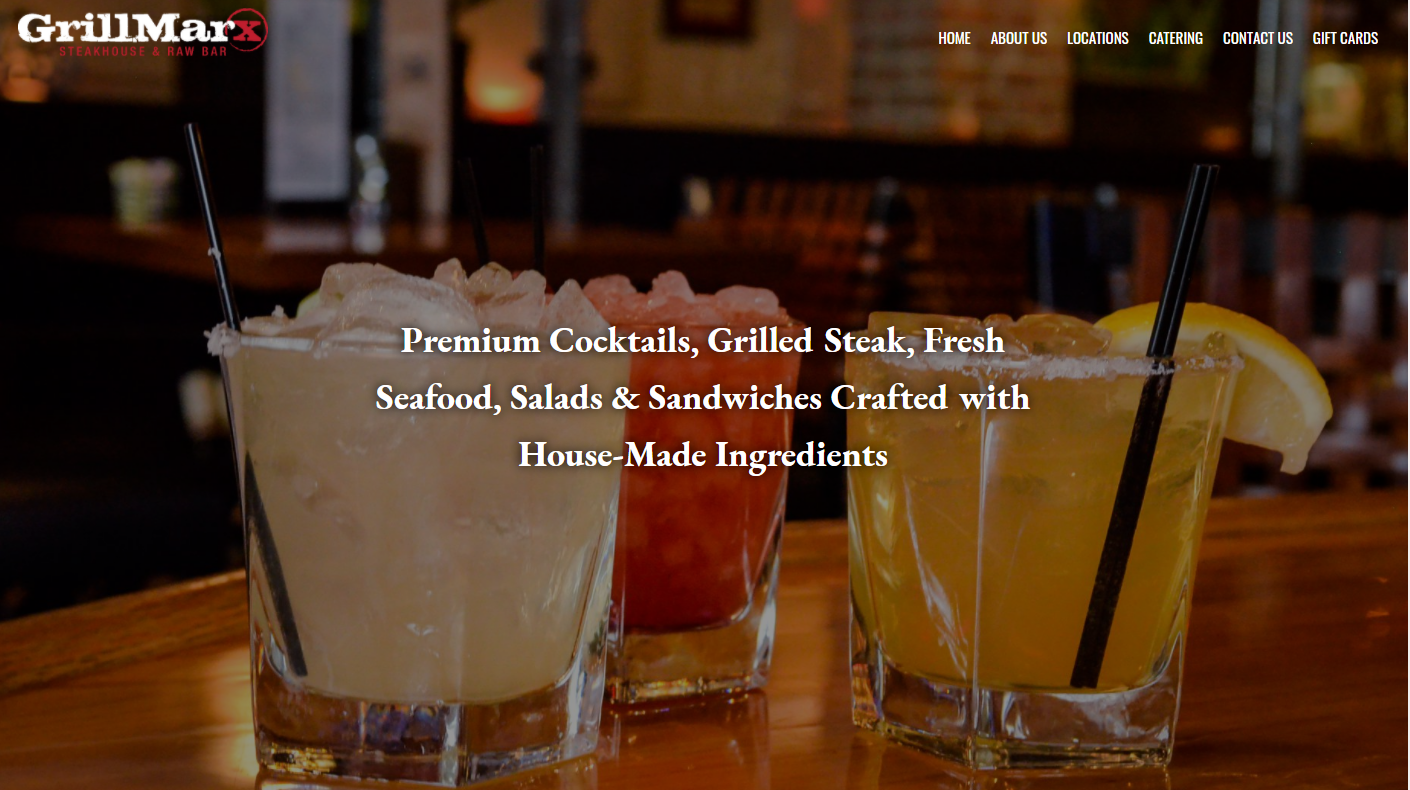 GrillMarx
STEAKHOUSE & RAW BAR
HOME ABOUT US LOCATIONS CATERING CONTACT US GIFT CARDS
Premium Cocktails, Grilled Steak, Fresh
Seafood, Salads & Sandwiches Crafted with
House-Made Ingredients